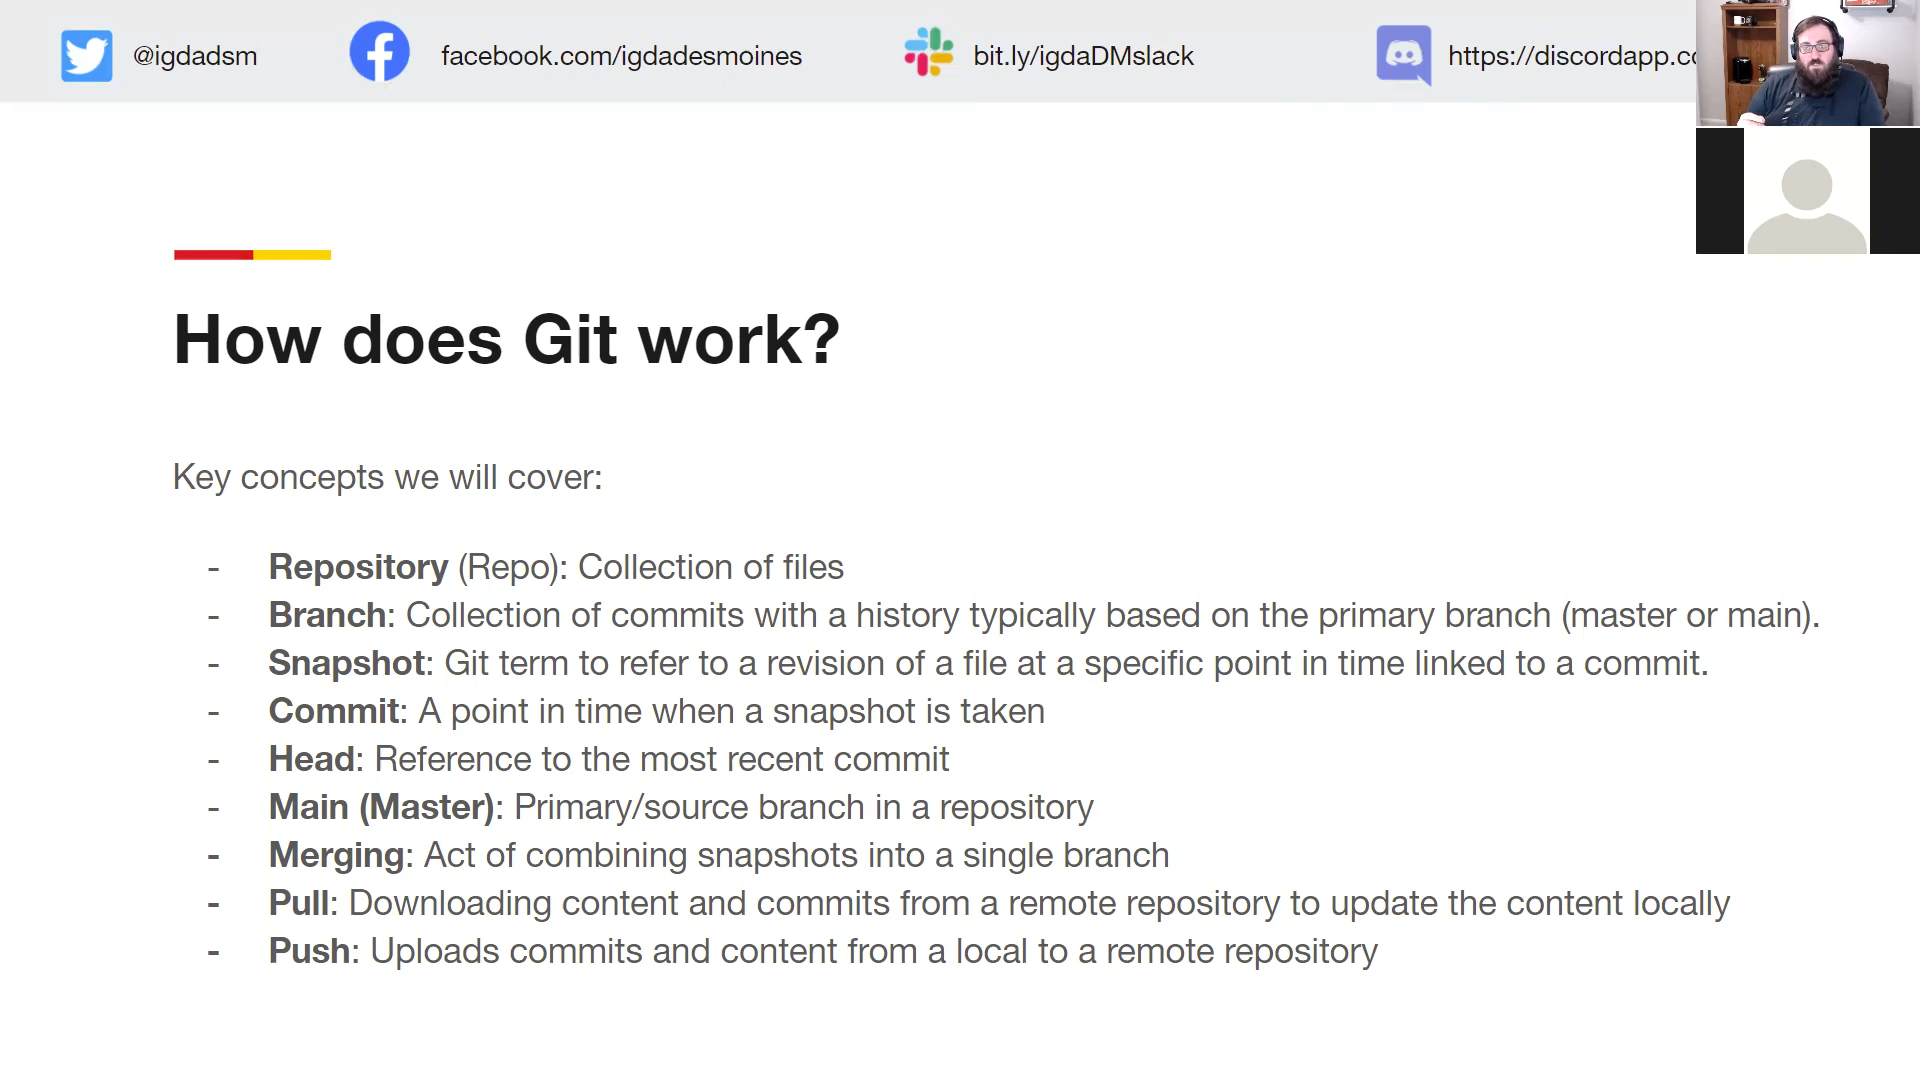 @igdadsm
facebook.com/igdadesmoines
bit.ly/igdaDMslack
https://discordapp.co
How does Git work?
Key concepts we will cover:
- Repository (Repo): Collection of files
- Branch: Collection of commits with a history typically based on the primary branch (master or main).
- Snapshot: Git term to refer to a revision of a file at a specific point in time linked to a commit.
- Commit: A point in time when a snapshot is taken
- Head: Reference to the most recent commit
- Main (Master): Primary/source branch in a repository
- Merging: Act of combining snapshots into a single branch
- Pull: Downloading content and commits from a remote repository to update the content locally
- Push: Uploads commits and content from a local to a remote repository